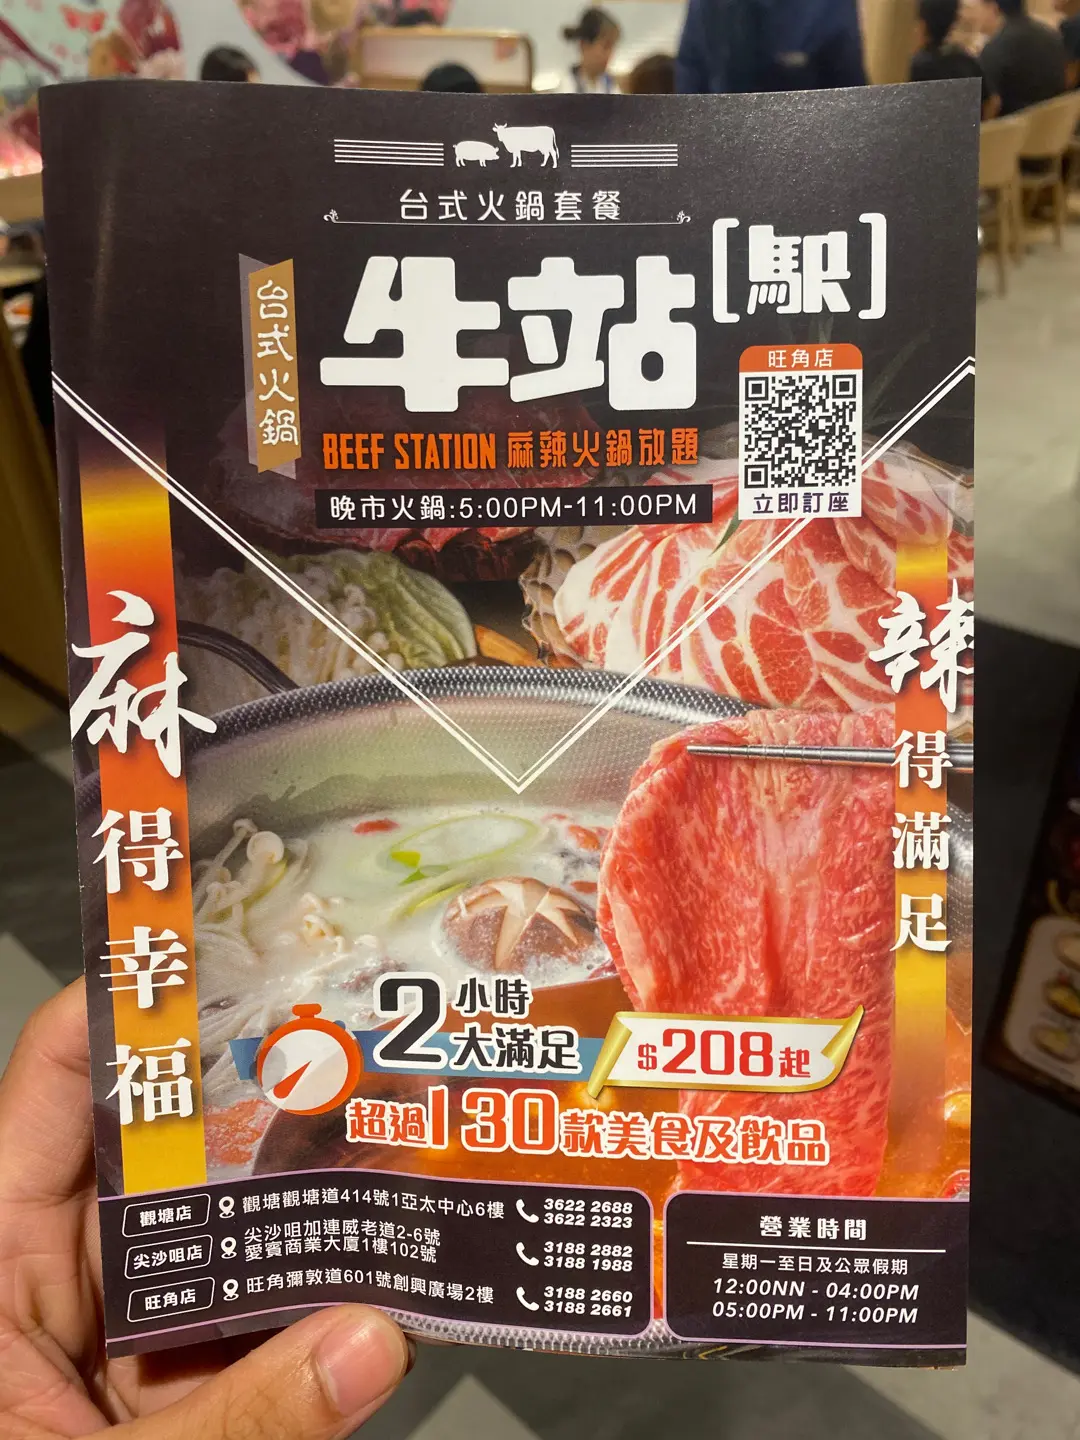 台式火鍋套餐
台式火鍋
牛站[駅]
BEEF STATION 麻辣火鍋放題
晚市火鍋:5:00PM-11:00PM
旺角店
立即訂座
麻得幸福
辣得滿足
2小時
大滿足
$208起
超過130款美食及飲品
觀塘店 觀塘觀塘道414號1亞太中心6樓 3622 2688
3622 2323
尖沙咀店 尖沙咀加連威老道2-6號
愛賓商業大廈1樓102號
3188 2882
3188 1988
旺角店 旺角彌敦道601號創興廣場2樓 3188 2660
3188 2661
營業時間
星期一至日及公眾假期
12:00NN - 04:00PM
05:00PM - 11:00PM